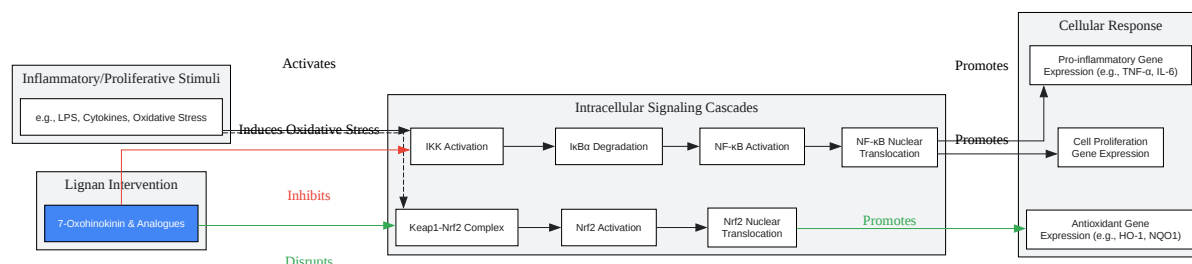 Cellular Response
Inflammatory/Proliferative Stimuli
Activates
Promotes
Pro-inflammatory Gene
Expression (e.g., TNF-α, IL-6)
e.g., LPS, Cytokines, Oxidative Stress
Intracellular Signaling Cascades
Induces Oxidative Stress
IKK Activation
IκBα Degradation
NF-κB Activation
NF-κB Nuclear
Translocation
Promotes
Cell Proliferation
Gene Expression
Lignan Intervention
7-Oxohinokinin & Analogues
Inhibits
Keap1-Nrf2 Complex
Nrf2 Activation
Nrf2 Nuclear
Translocation
Promotes
Antioxidant Gene
Expression (e.g., HO-1, NQO1)
Disrupts